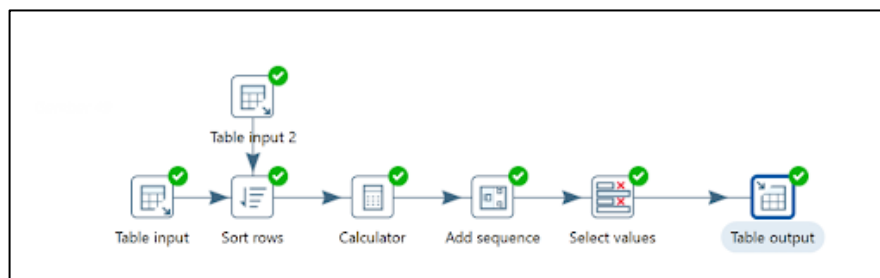 Table input 2
Table input
Sort rows
Calculator
Add sequence
Select values
Table output